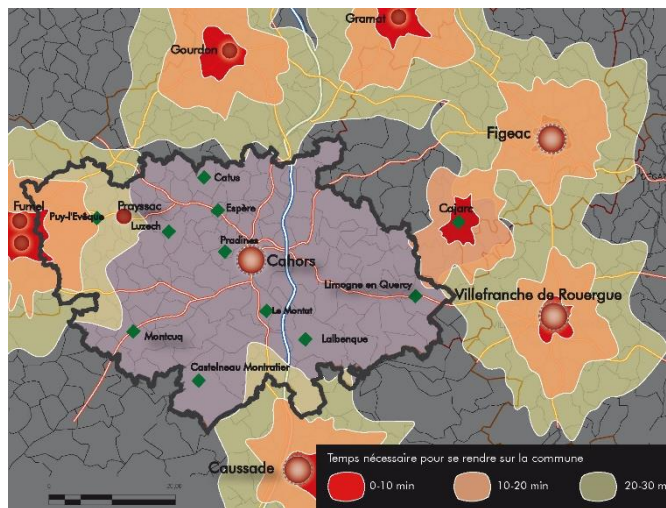 Gramat
Gourdon
Figeac
Catus
Fumel
Puy-l'Evêque
Prayssac
Espère
Cajarc
Luzech
Pradines
Cahors
Limogne en Quercy
Villefranche de Rouergue
Le Montat
Montcuq
Lalbenque
Castelneau Montratier
Caussade
Temps nécessaire pour se rendre sur la commune
0-10 min
10-20 min
20-30 m